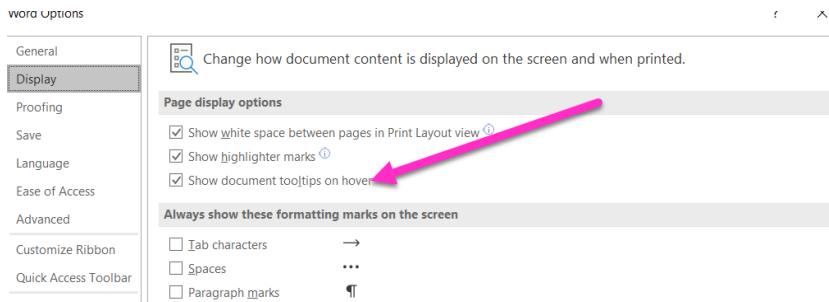 Word Options ?
General
Change how document content is displayed on the screen and when printed.
Display
Page display options
Proofing
Show white space between pages in Print Layout view
Save
Show highlighter marks
Language
Show document tooltips on hover
Ease of Access
Always show these formatting marks on the screen
Advanced
Tab characters →
Customize Ribbon
Spaces •••
Quick Access Toolbar
Paragraph marks ¶